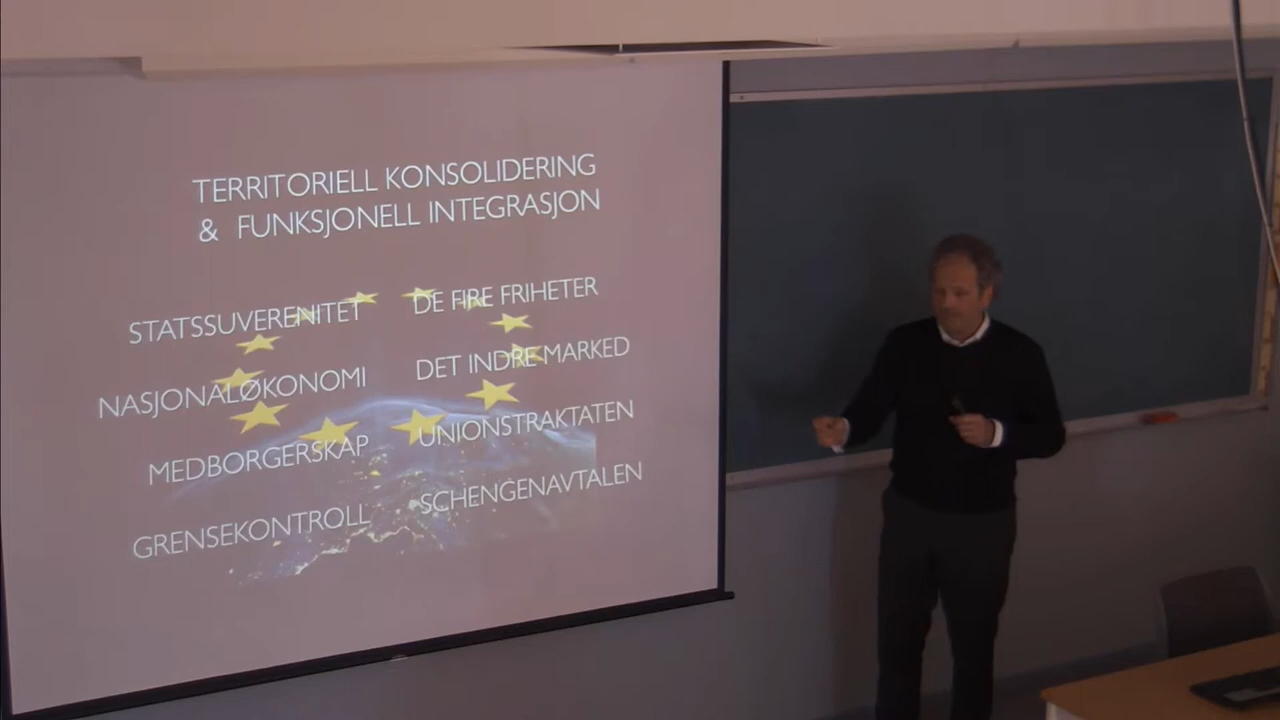 TERRITORIELL KONSOLIDERING
& FUNKSJONELL INTEGRASJON
STATSSUVERENITET
NASJONALØKONOMI
MEDBORGERSKAP
GRENSEKONTROLL
DE FIRE FRIHETER
DET INDRE MARKED
UNIONSTRAKTATEN
SCHENGENAVTALEN